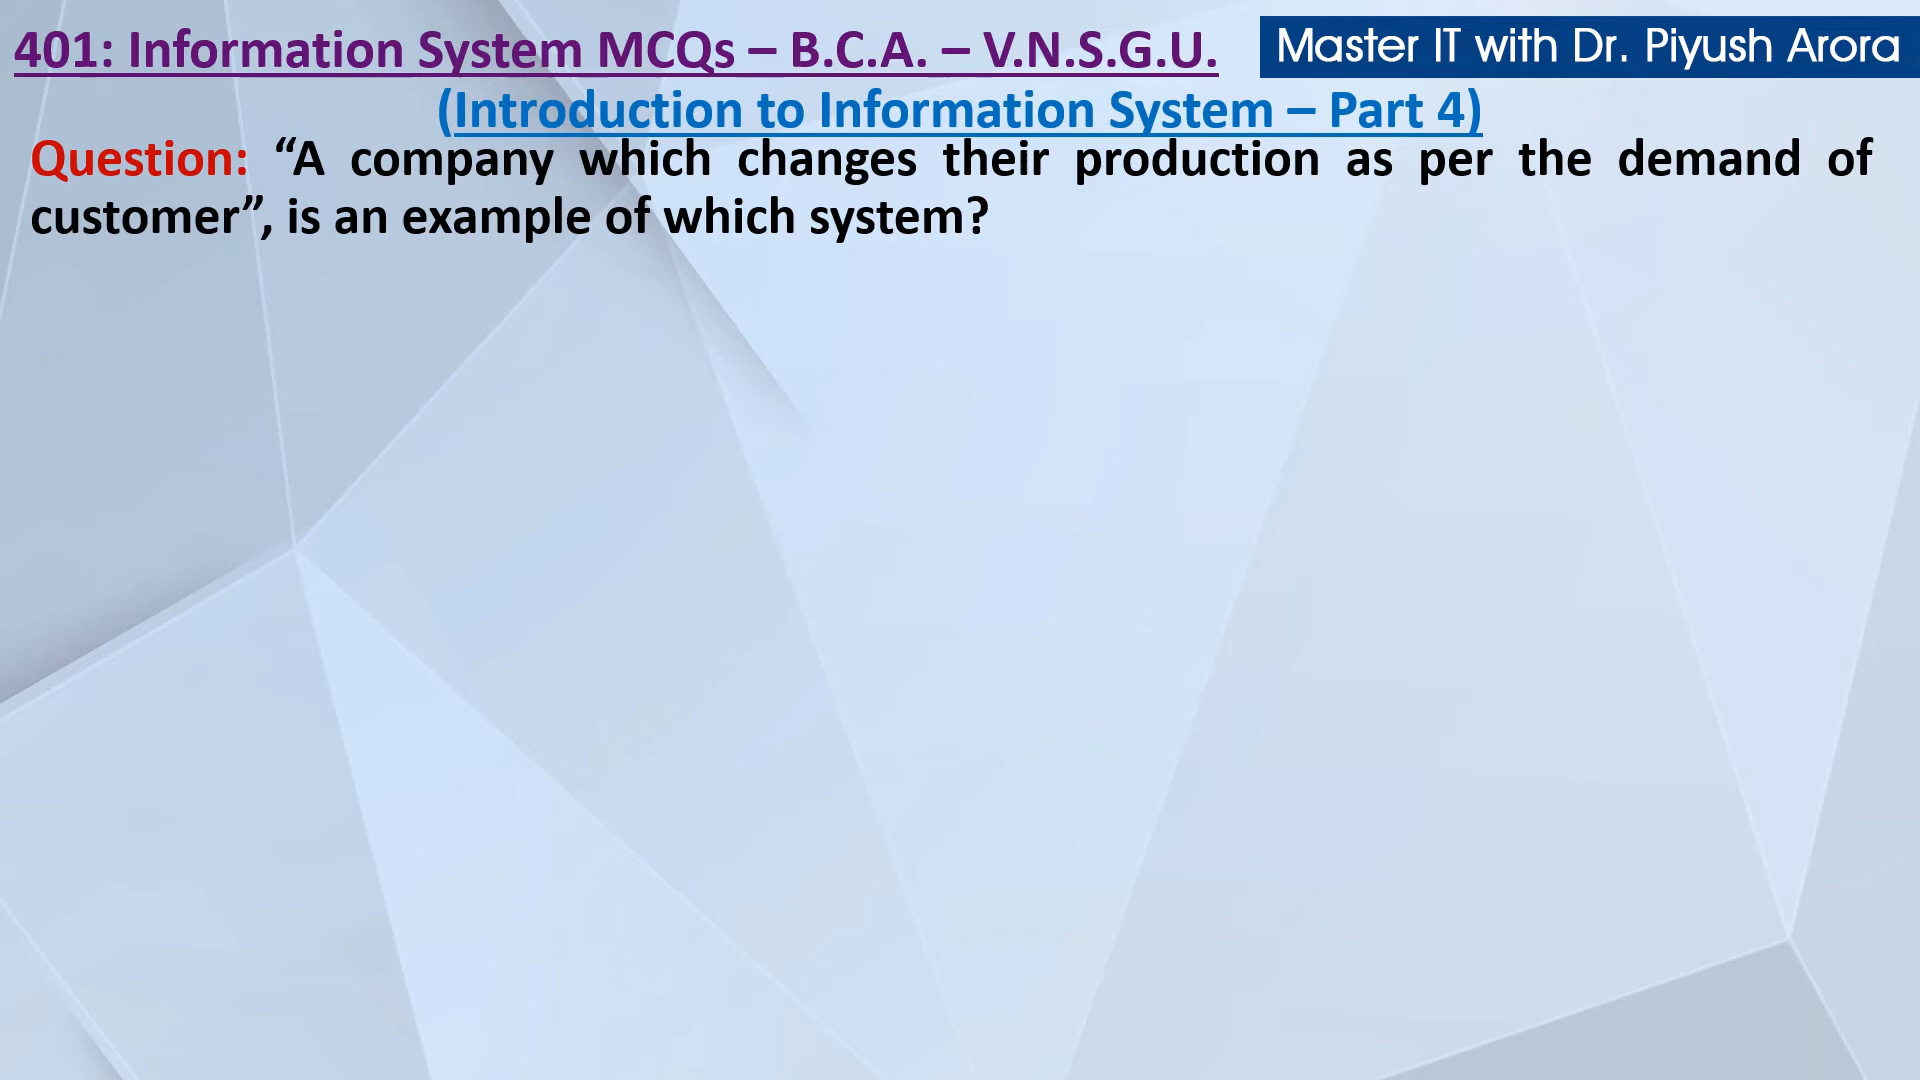 401: Information System MCQs – B.C.A. – V.N.S.G.U.
Master IT with Dr. Piyush Arora
(Introduction to Information System – Part 4)
Question: “A company which changes their production as per the demand of
customer”, is an example of which system?